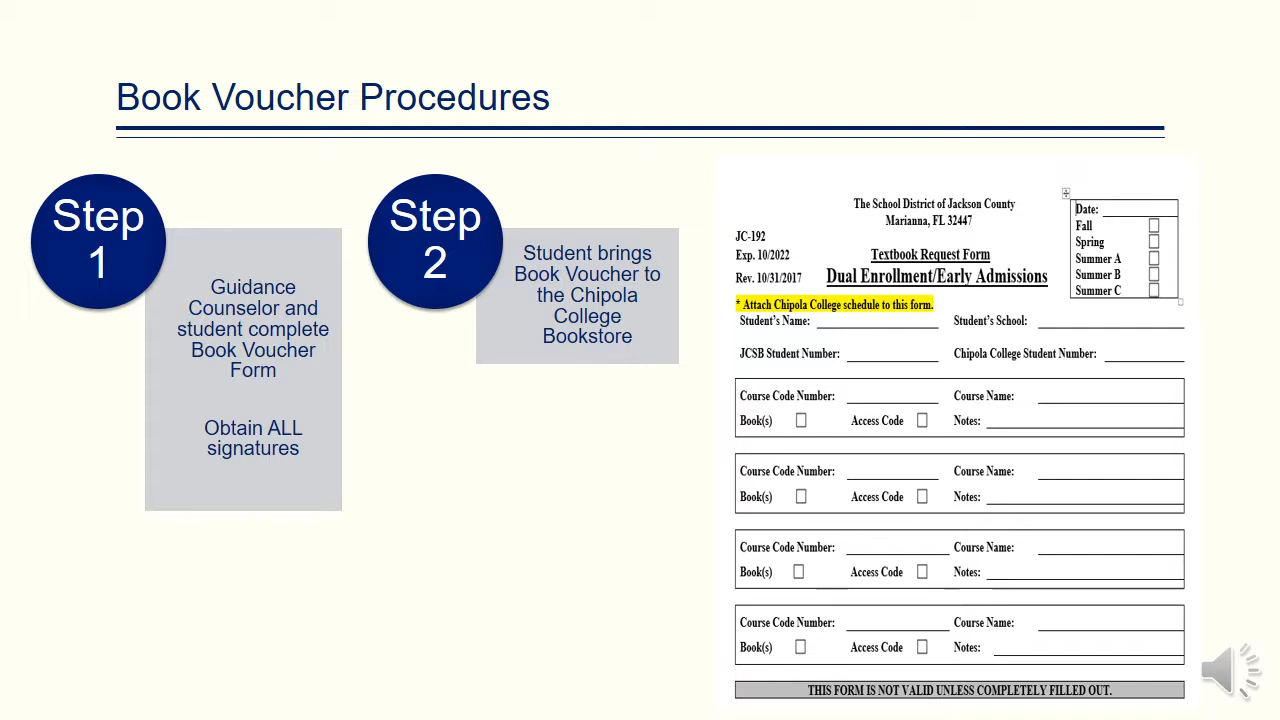 Book Voucher Procedures
Step
1
Guidance
Counselor and
student complete
Book Voucher
Form
Obtain ALL
signatures
Step
2
Student brings
Book Voucher to
the Chipola
College
Bookstore
The School District of Jackson County
Marianna, FL 32447
JC-192
Exp. 10/2022
Textbook Request Form
Rev. 10/31/2017
Dual Enrollment/Early Admissions
Date:
Fall
Spring
Summer A
Summer B
Summer C
* Attach Chipola College schedule to this form.
Student's Name: Student's School:
JCSB Student Number: Chipola College Student Number:
Course Code Number: Course Name:
Book(s) Access Code Notes:
Course Code Number: Course Name:
Book(s) Access Code Notes:
Course Code Number: Course Name:
Book(s) Access Code Notes:
Course Code Number: Course Name:
Book(s) Access Code Notes:
THIS FORM IS NOT VALID UNLESS COMPLETELY FILLED OUT.